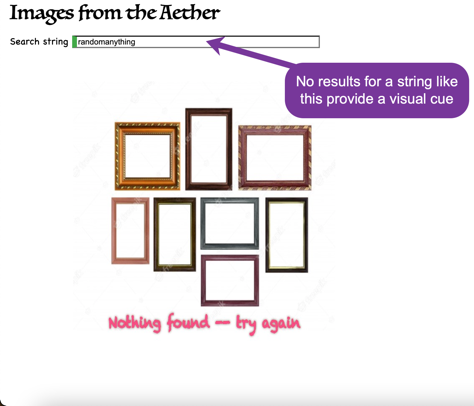 Images from the Aether
Search string randomanything
No results for a string like
this provide a visual cue
Nothing found — try again